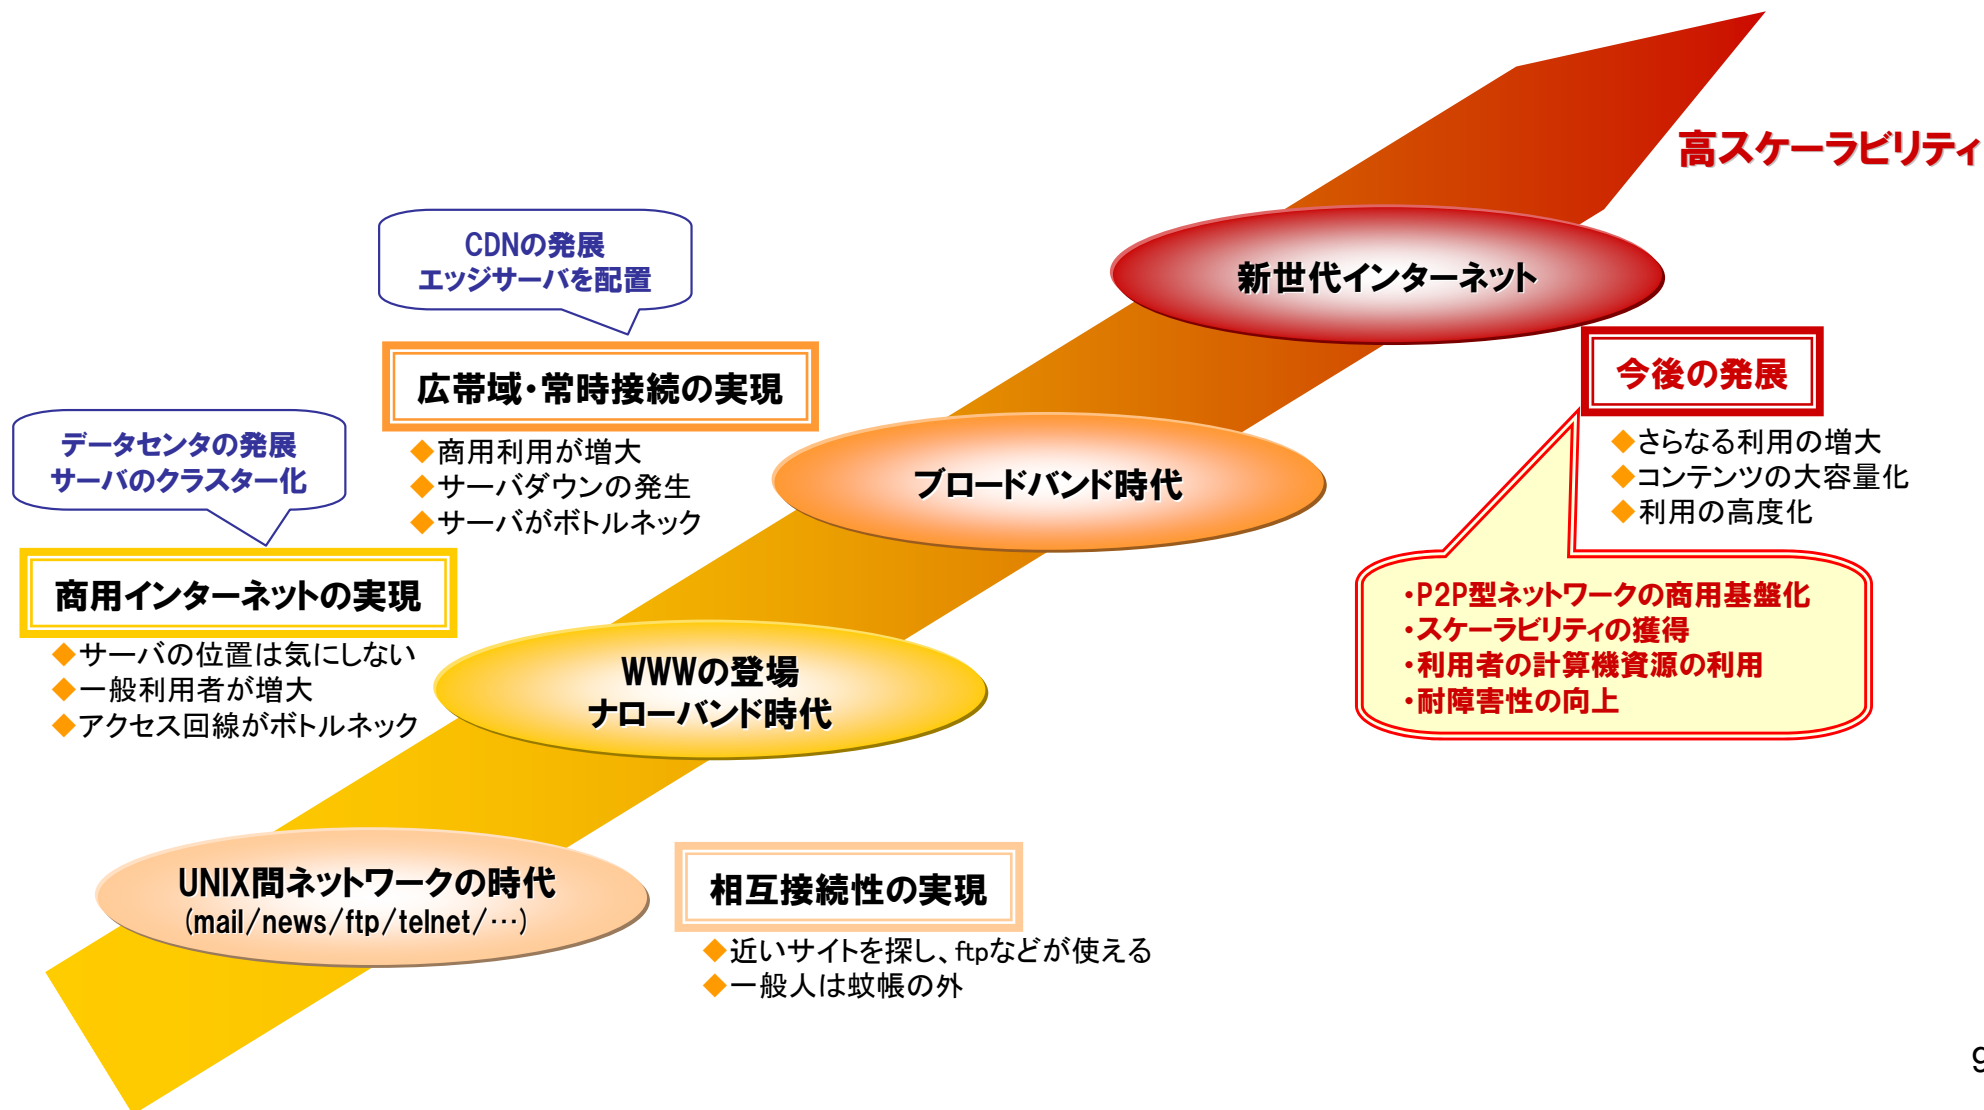 高スケーラビリティ
新世代インターネット
今後の発展
◆さらなる利用の増大
◆コンテンツの大容量化
◆利用の高度化
・P2P型ネットワークの商用基盤化
・スケーラビリティの獲得
・利用者の計算機資源の利用
・耐障害性の向上
CDNの発展
エッジサーバを配置
広帯域・常時接続の実現
◆商用利用が増大
◆サーバダウンの発生
◆サーバがボトルネック
ブロードバンド時代
データセンタの発展
サーバのクラスター化
商用インターネットの実現
◆サーバの位置は気にしない
◆一般利用者が増大
◆アクセス回線がボトルネック
WWWの登場
ナローバンド時代
UNIX間ネットワークの時代
(mail/news/ftp/telnet/…)
相互接続性の実現
◆近いサイトを探し、ftpなどが使える
◆一般人は蚊帳の外
9